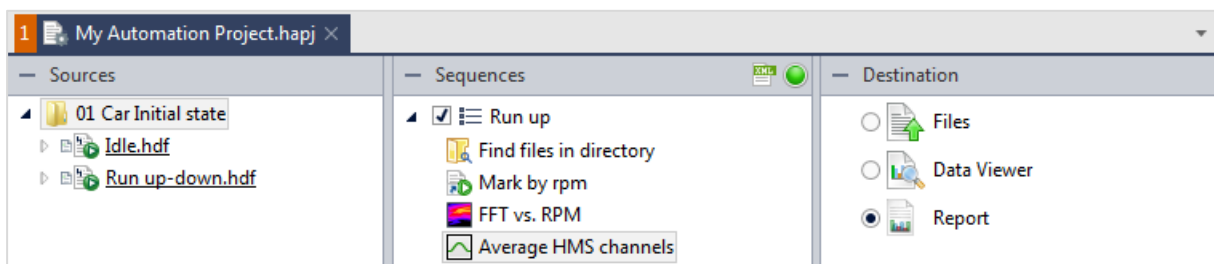 1 My Automation Project.hapj
Sources
01 Car Initial state
Idle.hdf
Run up-down.hdf
Sequences
XML
Run up
Find files in directory
Mark by rpm
FFT vs. RPM
Average HMS channels
Destination
Files
Data Viewer
Report